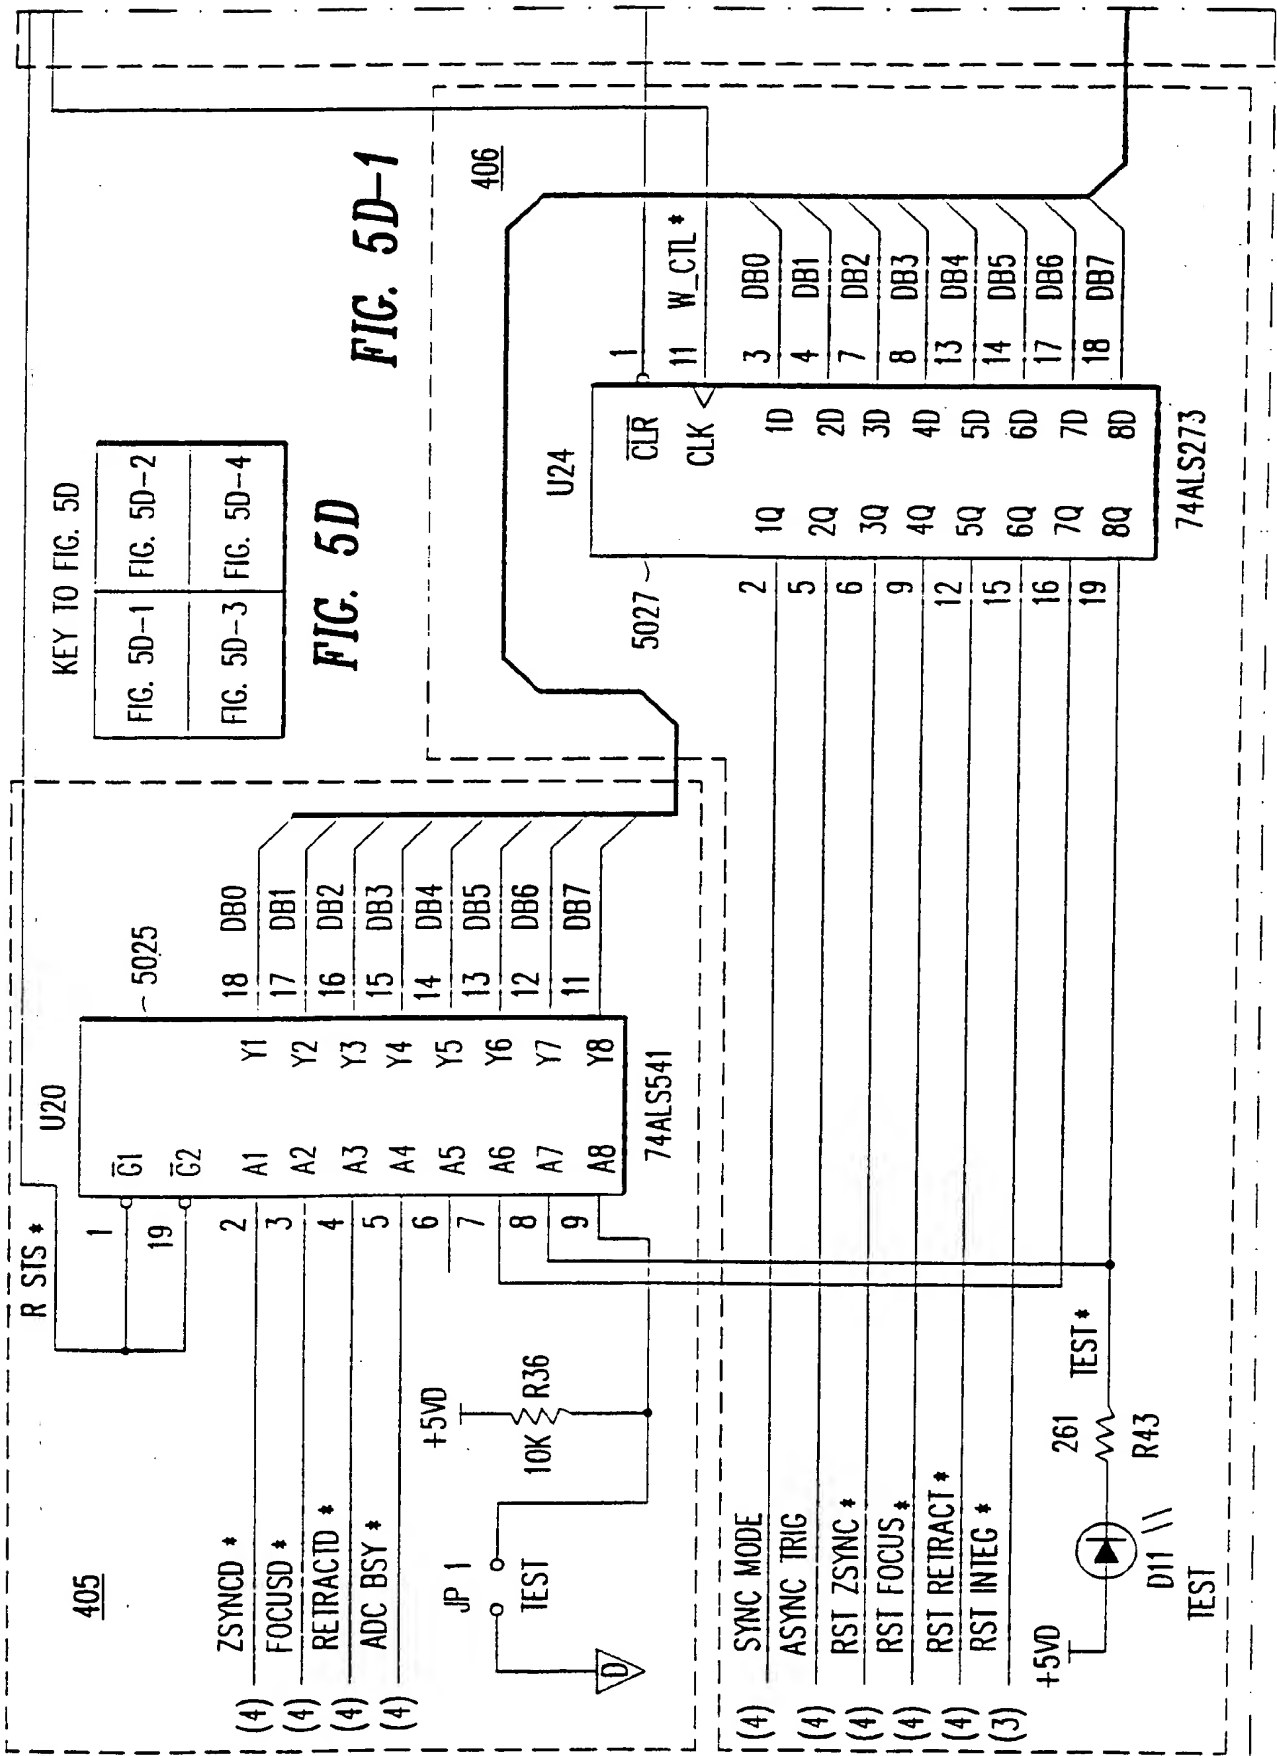 KEY TO FIG. 5D
FIG. 5D-1 FIG. 5D-2
FIG. 5D-3 FIG. 5D-4
FIG. 5D
FIG. 5D-1
405
R STS *
U20
5025
1 G1
19 G2
ZSYNCD *
FOCUSD *
RETRACTD *
ADC BSY *
(4) 2 A1 Y1 18 DB0
(4) 3 A2 Y2 17 DB1
(4) 4 A3 Y3 16 DB2
(4) 5 A4 Y4 15 DB3
6 A5 Y5 14 DB4
7 A6 Y6 13 DB5
8 A7 Y7 12 DB6
9 A8 Y8 11 DB7
74ALS541
+5VD
10K R36
JP 1
TEST
D
406
U24
5027
CLR 1
CLK 11 W_CTL *
2 1Q 1D 3 DB0
5 2Q 2D 4 DB1
6 3Q 3D 7 DB2
9 4Q 4D 8 DB3
12 5Q 5D 13 DB4
15 6Q 6D 14 DB5
16 7Q 7D 17 DB6
19 8Q 8D 18 DB7
74ALS273
(4) SYNC MODE
(4) ASYNC TRIG
(4) RST ZSYNC *
(4) RST FOCUS *
(4) RST RETRACT *
(3) RST INTEG *
+5VD
D11
TEST
261
R43
TEST *